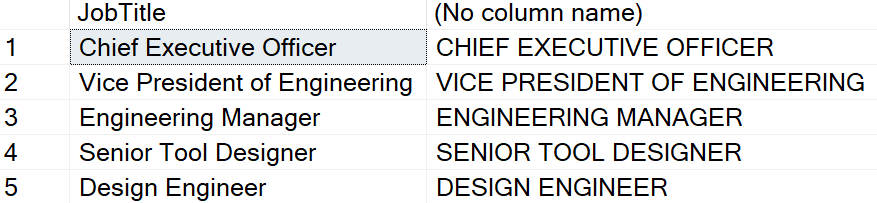 JobTitle (No column name)
1 Chief Executive Officer CHIEF EXECUTIVE OFFICER
2 Vice President of Engineering VICE PRESIDENT OF ENGINEERING
3 Engineering Manager ENGINEERING MANAGER
4 Senior Tool Designer SENIOR TOOL DESIGNER
5 Design Engineer DESIGN ENGINEER